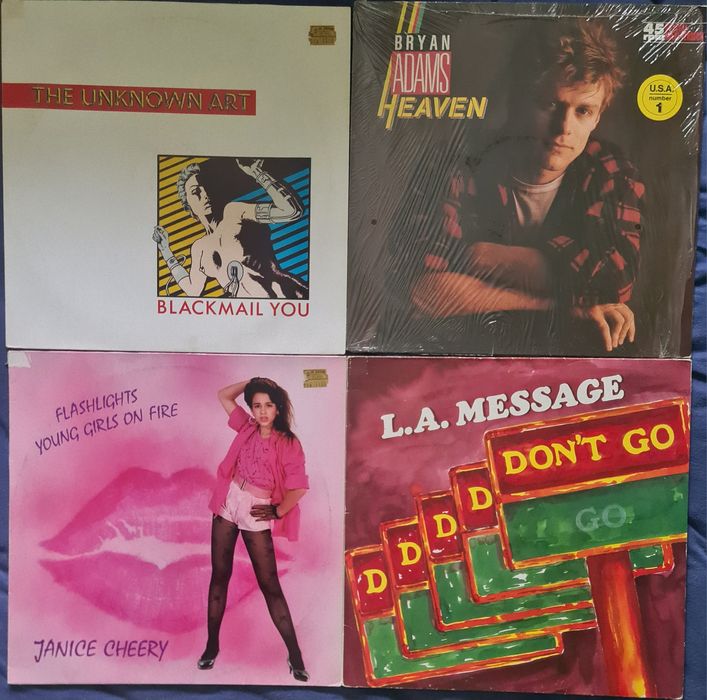 THE UNKNOWN ART
BLACKMAIL YOU
BRYAN
ADAMS
HEAVEN
45
rpm
U.S.A.
number
1
FLASHLIGHTS
YOUNG GIRLS ON FIRE
JANICE CHEERY
L.A. MESSAGE
DON'T GO
GO
D
D
D
D